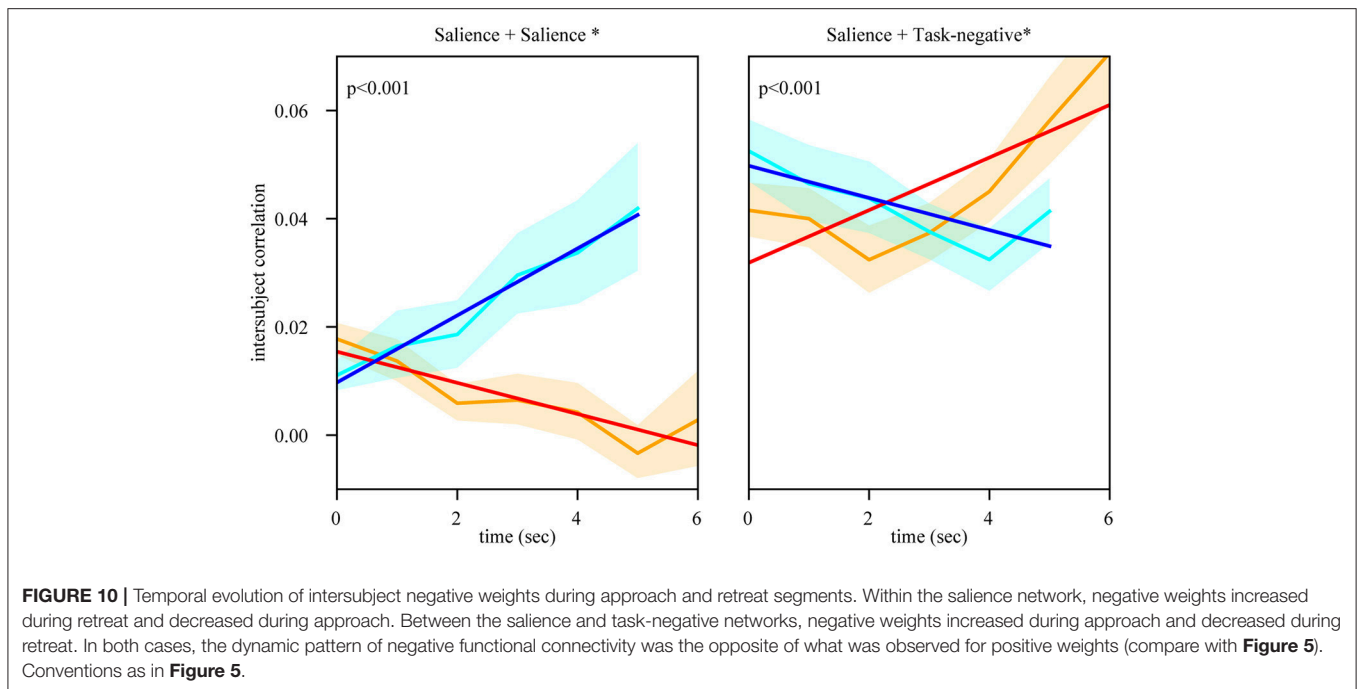 Salience + Salience *
Salience + Task-negative*
p<0.001
p<0.001
0.06
0.04
0.02
0.00
intersubject correlation
0
2
4
6
0
2
4
6
time (sec)
time (sec)
FIGURE 10 | Temporal evolution of intersubject negative weights during approach and retreat segments. Within the salience network, negative weights increased
during retreat and decreased during approach. Between the salience and task-negative networks, negative weights increased during approach and decreased during
retreat. In both cases, the dynamic pattern of negative functional connectivity was the opposite of what was observed for positive weights (compare with Figure 5).
Conventions as in Figure 5.